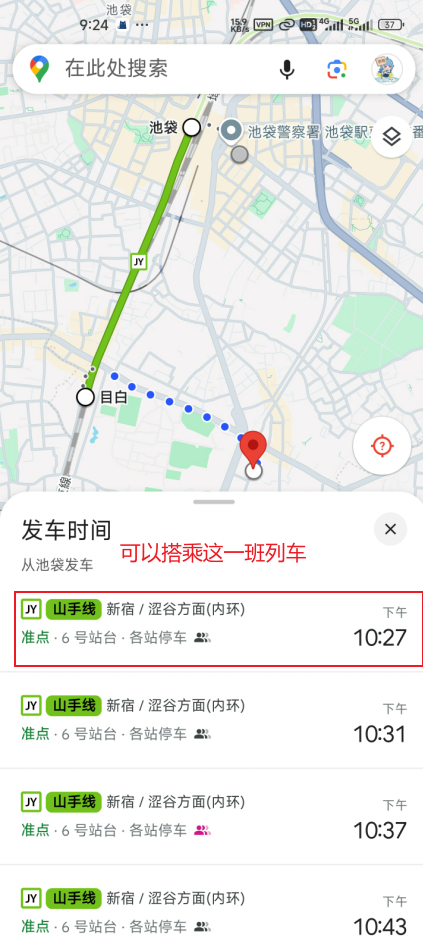 池袋
9:24
15.9 KB/s VPN HD 4G 5G 37
在此处搜索
池袋
池袋警察署
池袋駅
JY
目白
发车时间
从池袋发车
可以搭乘这一班列车
JY 山手线 新宿 / 涩谷方面(内环) 下午
准点 · 6 号站台 · 各站停车 10:27
JY 山手线 新宿 / 涩谷方面(内环) 下午
准点 · 6 号站台 · 各站停车 10:31
JY 山手线 新宿 / 涩谷方面(内环) 下午
准点 · 6 号站台 · 各站停车 10:37
JY 山手线 新宿 / 涩谷方面(内环) 下午
准点 · 6 号站台 · 各站停车 10:43